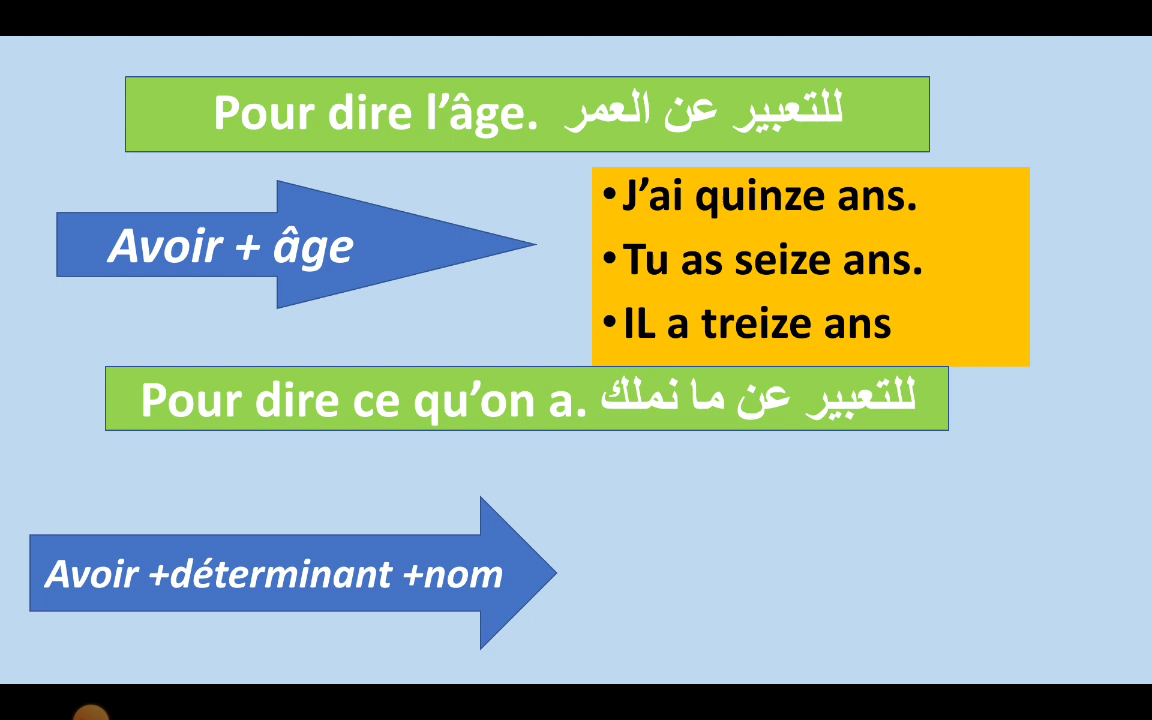 Pour dire l’âge. للتعبير عن العمر
Avoir + âge
•J’ai quinze ans.
•Tu as seize ans.
•IL a treize ans
Pour dire ce qu’on a. للتعبير عن ما نملك
Avoir +déterminant +nom